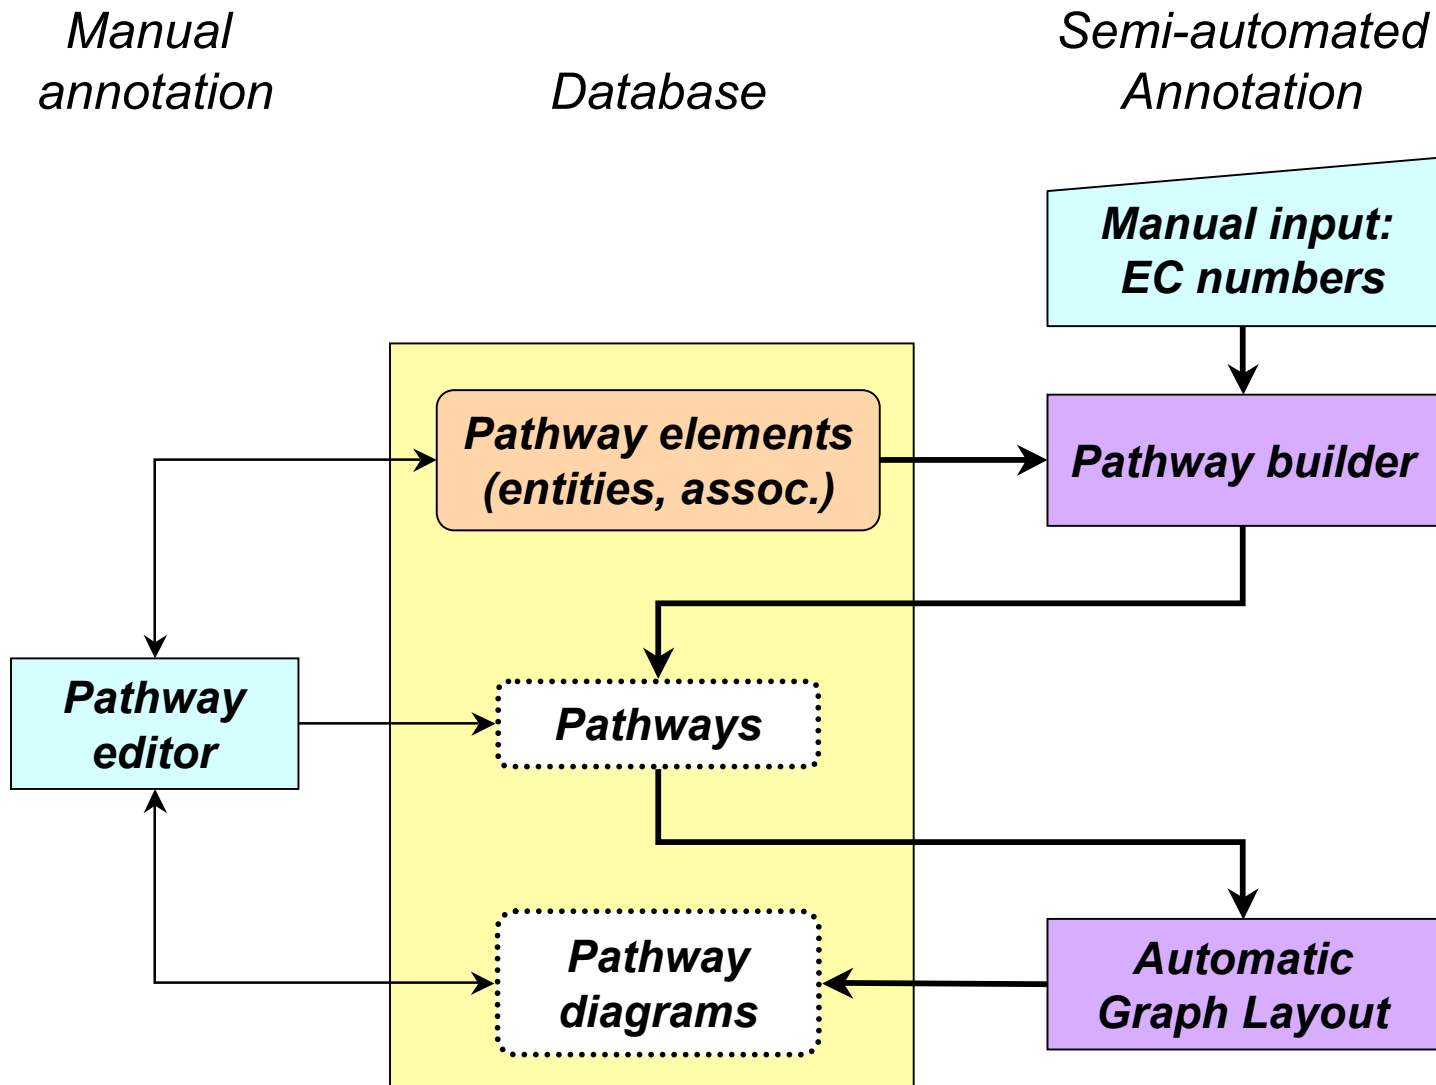 Manual
annotation
Database
Semi-automated
Annotation
Manual input:
EC numbers
Pathway elements
(entities, assoc.)
Pathway builder
Pathway
editor
Pathways
Pathway
diagrams
Automatic
Graph Layout